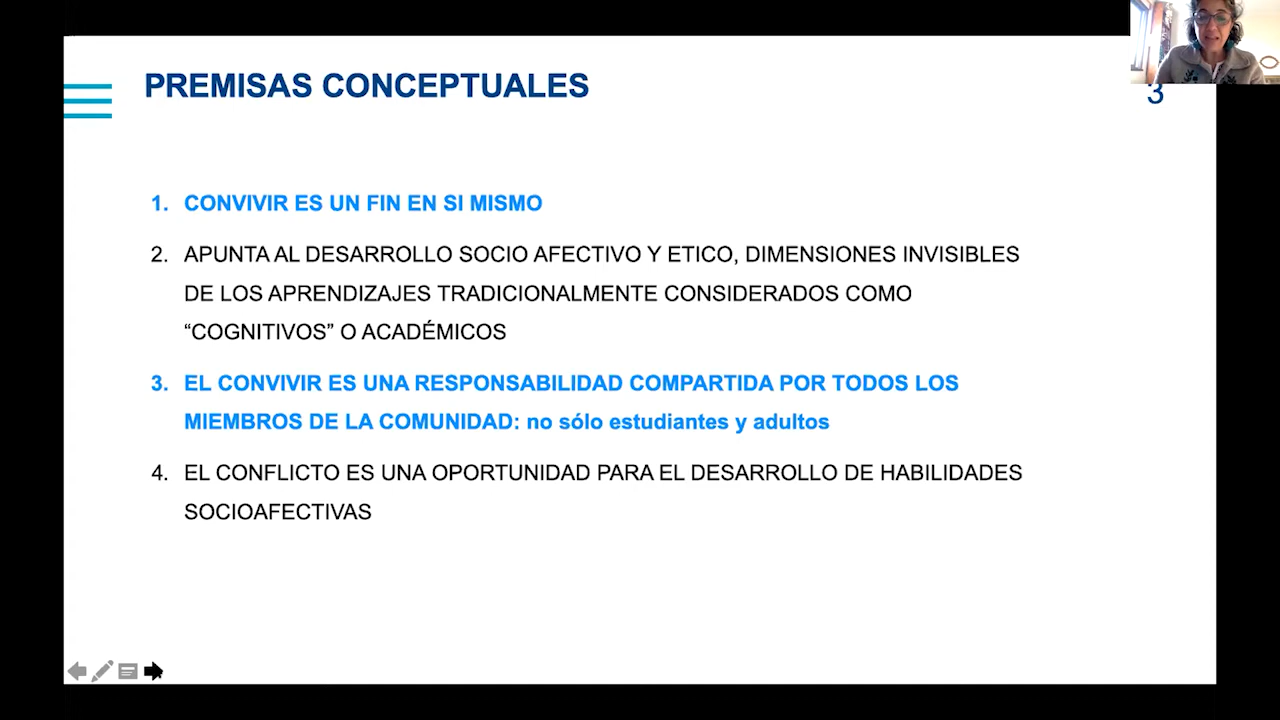 PREMISAS CONCEPTUALES
3
1. CONVIVIR ES UN FIN EN SI MISMO
2. APUNTA AL DESARROLLO SOCIO AFECTIVO Y ETICO, DIMENSIONES INVISIBLES
DE LOS APRENDIZAJES TRADICIONALMENTE CONSIDERADOS COMO
“COGNITIVOS” O ACADÉMICOS
3. EL CONVIVIR ES UNA RESPONSABILIDAD COMPARTIDA POR TODOS LOS
MIEMBROS DE LA COMUNIDAD: no sólo estudiantes y adultos
4. EL CONFLICTO ES UNA OPORTUNIDAD PARA EL DESARROLLO DE HABILIDADES
SOCIOAFECTIVAS